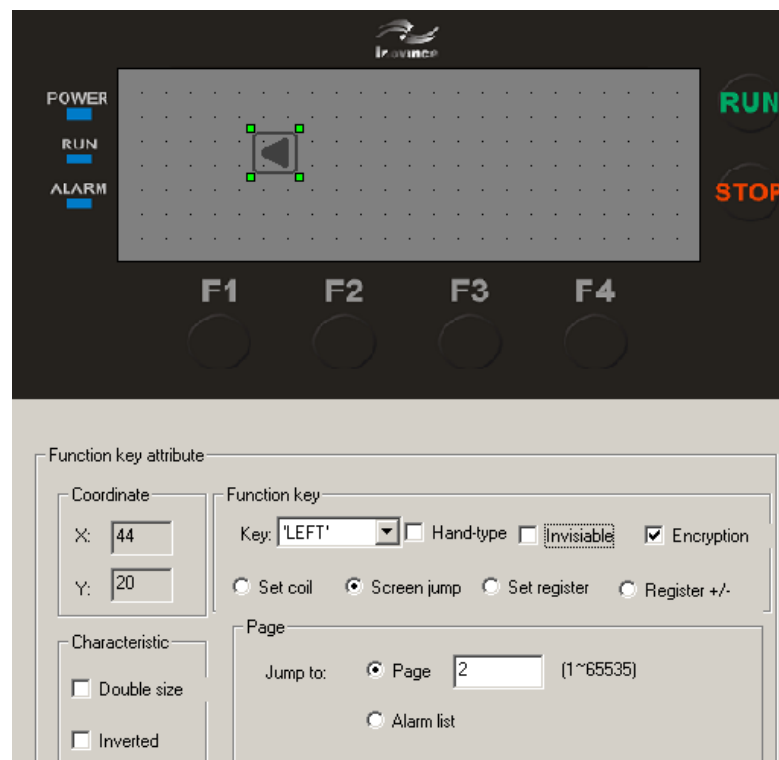 Inovince
POWER
RUN
RUN
ALARM
STOP
F1 F2 F3 F4
Function key attribute
Coordinate
X: 44
Y: 20
Function key
Key: 'LEFT' Hand-type Invisiable Encryption
Set coil Screen jump Set register Register +/-
Characteristic
Double size
Inverted
Page
Jump to: Page 2 (1~65535)
Alarm list